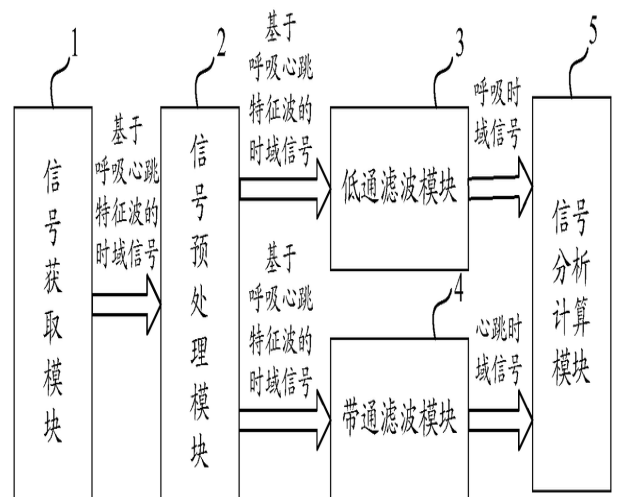 1
信号获取模块
基于
呼吸心跳
特征波的
时域信号
2
信号预处理模块
基于
呼吸心跳
特征波的
时域信号
基于
呼吸心跳
特征波的
时域信号
3
低通滤波模块
4
带通滤波模块
呼吸时
域信号
心跳时
域信号
5
信号
分析
计算
模块